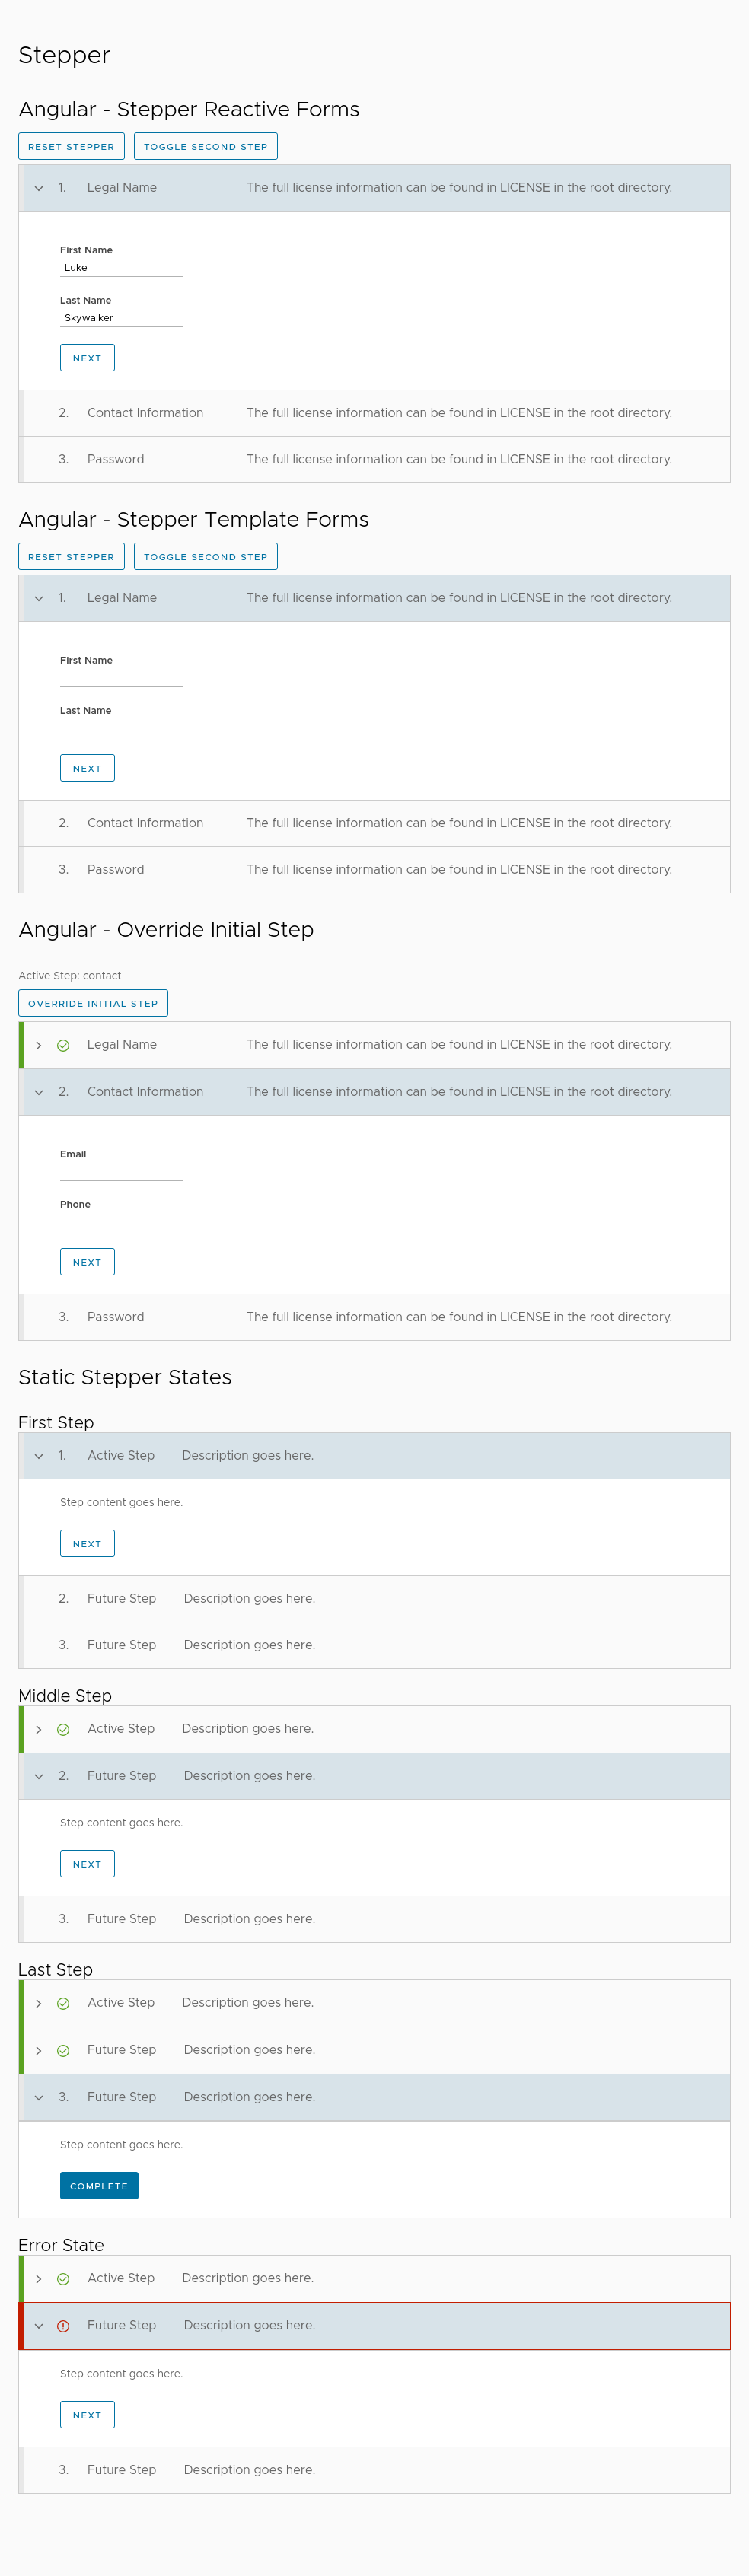 Stepper
Angular - Stepper Reactive Forms
RESET STEPPER TOGGLE SECOND STEP
1. Legal Name The full license information can be found in LICENSE in the root directory.
First Name
Luke
Last Name
Skywalker
NEXT
2. Contact Information The full license information can be found in LICENSE in the root directory.
3. Password The full license information can be found in LICENSE in the root directory.
Angular - Stepper Template Forms
RESET STEPPER TOGGLE SECOND STEP
1. Legal Name The full license information can be found in LICENSE in the root directory.
First Name
Last Name
NEXT
2. Contact Information The full license information can be found in LICENSE in the root directory.
3. Password The full license information can be found in LICENSE in the root directory.
Angular - Override Initial Step
Active Step: contact
OVERRIDE INITIAL STEP
Legal Name The full license information can be found in LICENSE in the root directory.
2. Contact Information The full license information can be found in LICENSE in the root directory.
Email
Phone
NEXT
3. Password The full license information can be found in LICENSE in the root directory.
Static Stepper States
First Step
1. Active Step Description goes here.
Step content goes here.
NEXT
2. Future Step Description goes here.
3. Future Step Description goes here.
Middle Step
Active Step Description goes here.
2. Future Step Description goes here.
Step content goes here.
NEXT
3. Future Step Description goes here.
Last Step
Active Step Description goes here.
Future Step Description goes here.
3. Future Step Description goes here.
Step content goes here.
COMPLETE
Error State
Active Step Description goes here.
Future Step Description goes here.
Step content goes here.
NEXT
3. Future Step Description goes here.